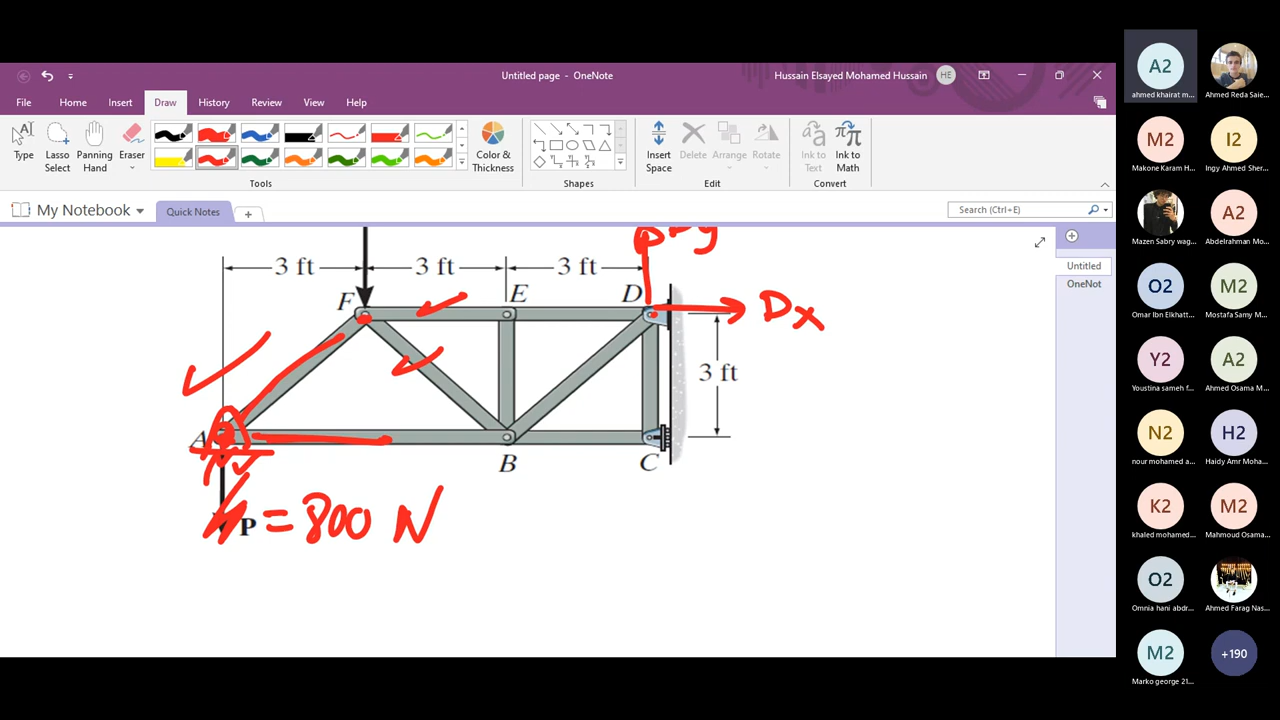 Untitled page - OneNote
Hussain Elsayed Mohamed Hussain HE
File Home Insert Draw History Review View Help
Type
Lasso Select
Panning Hand
Eraser
Color & Thickness
Insert Space
Delete
Arrange
Rotate
Ink to Text
Ink to Math
Tools
Shapes
Edit
Convert
My Notebook
Quick Notes
Search (Ctrl+E)
Untitled
OneNot
3 ft 3 ft 3 ft
F E D
Dx
3 ft
A
B C
P = 800 N
A2
ahmed khairat m...
Ahmed Reda Saie...
M2
Makone Karam H...
I2
Ingy Ahmed Sher...
Mazen Sabry wag...
A2
Abdelrahman Mo...
O2
Omar Ibn Elkhatt...
M2
Mostafa Samy M...
Y2
Youstina sameh f...
A2
Ahmed Osama M...
N2
nour mohamed a...
H2
Haidy Amr Moha...
K2
khaled mohamed...
M2
Mahmoud Osama...
O2
Omnia hani abdr...
Ahmed Farag Nas...
M2
Marko george 21...
+190